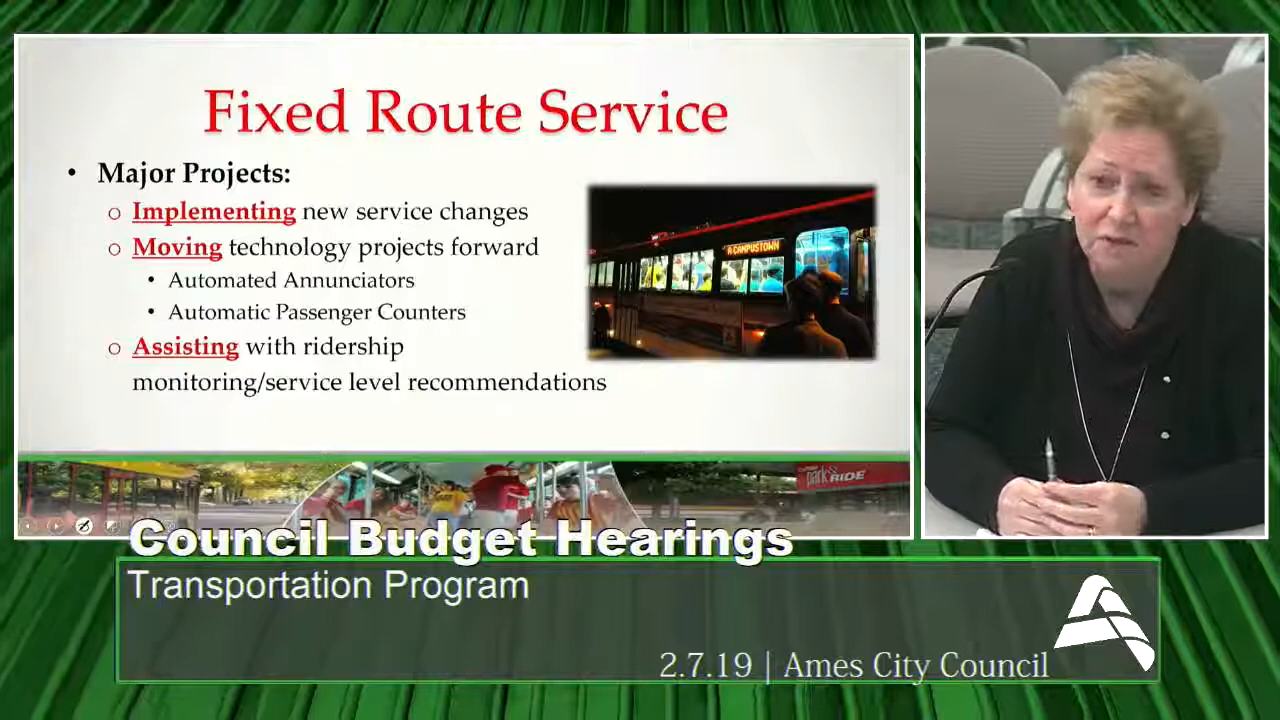 Fixed Route Service
• Major Projects:
o Implementing new service changes
o Moving technology projects forward
• Automated Annunciators
• Automatic Passenger Counters
o Assisting with ridership
monitoring/service level recommendations
A CAMPUSTOWN
park & RIDE
Council Budget Hearings
Transportation Program
2.7.19 | Ames City Council